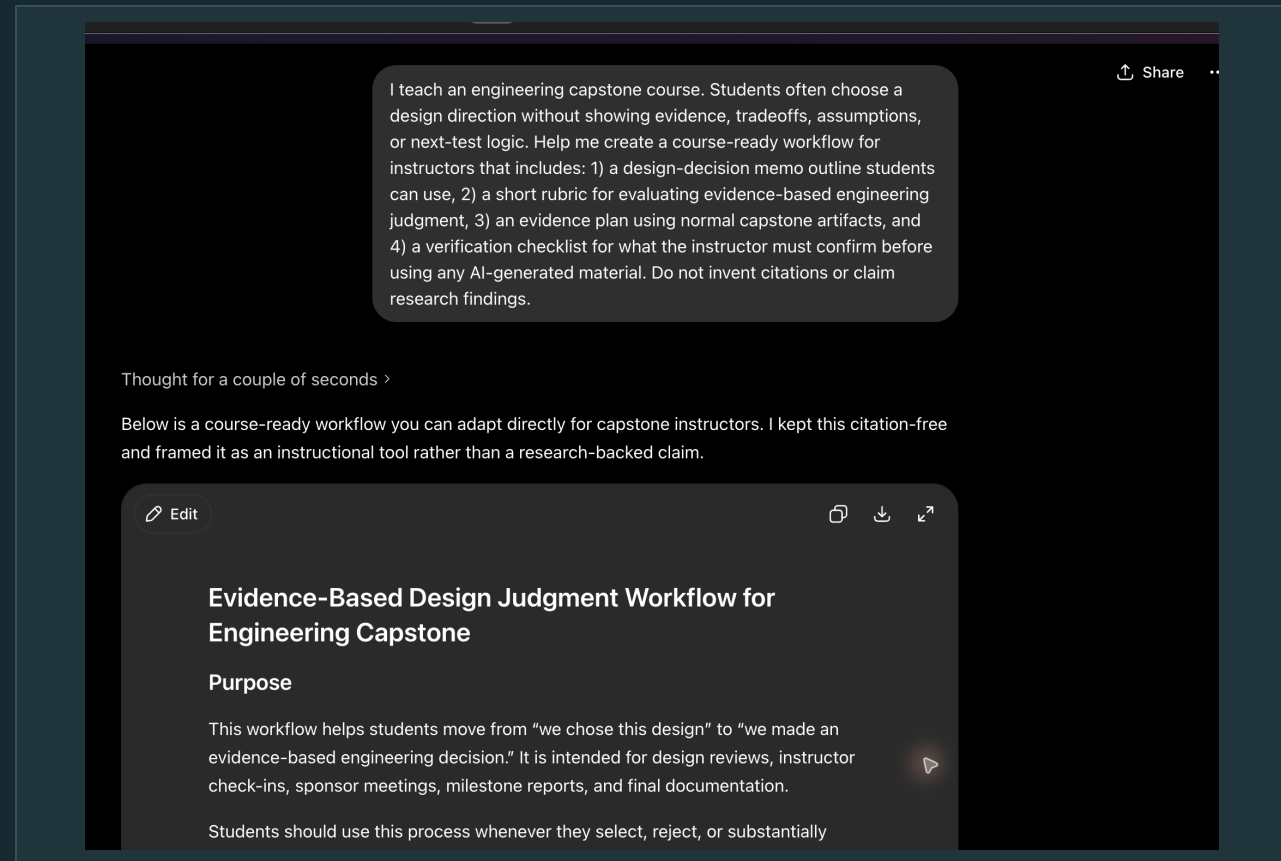 Share
I teach an engineering capstone course. Students often choose a
design direction without showing evidence, tradeoffs, assumptions,
or next-test logic. Help me create a course-ready workflow for
instructors that includes: 1) a design-decision memo outline students
can use, 2) a short rubric for evaluating evidence-based engineering
judgment, 3) an evidence plan using normal capstone artifacts, and
4) a verification checklist for what the instructor must confirm before
using any AI-generated material. Do not invent citations or claim
research findings.
Thought for a couple of seconds >
Below is a course-ready workflow you can adapt directly for capstone instructors. I kept this citation-free
and framed it as an instructional tool rather than a research-backed claim.
Edit
Evidence-Based Design Judgment Workflow for
Engineering Capstone
Purpose
This workflow helps students move from “we chose this design” to “we made an
evidence-based engineering decision.” It is intended for design reviews, instructor
check-ins, sponsor meetings, milestone reports, and final documentation.
Students should use this process whenever they select, reject, or substantially